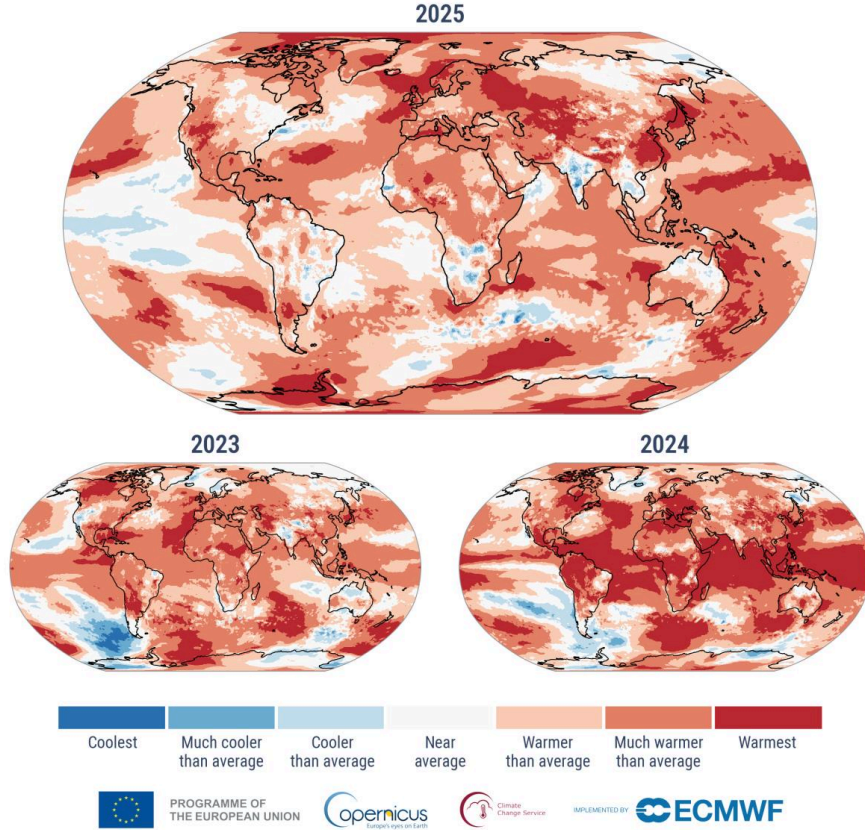 2025
2023
2024
Coolest
Much cooler
than average
Cooler
than average
Near
average
Warmer
than average
Much warmer
than average
Warmest
PROGRAMME OF
THE EUROPEAN UNION
opernicus
Europe's eyes on Earth
Climate
Change Service
IMPLEMENTED BY
ECMWF